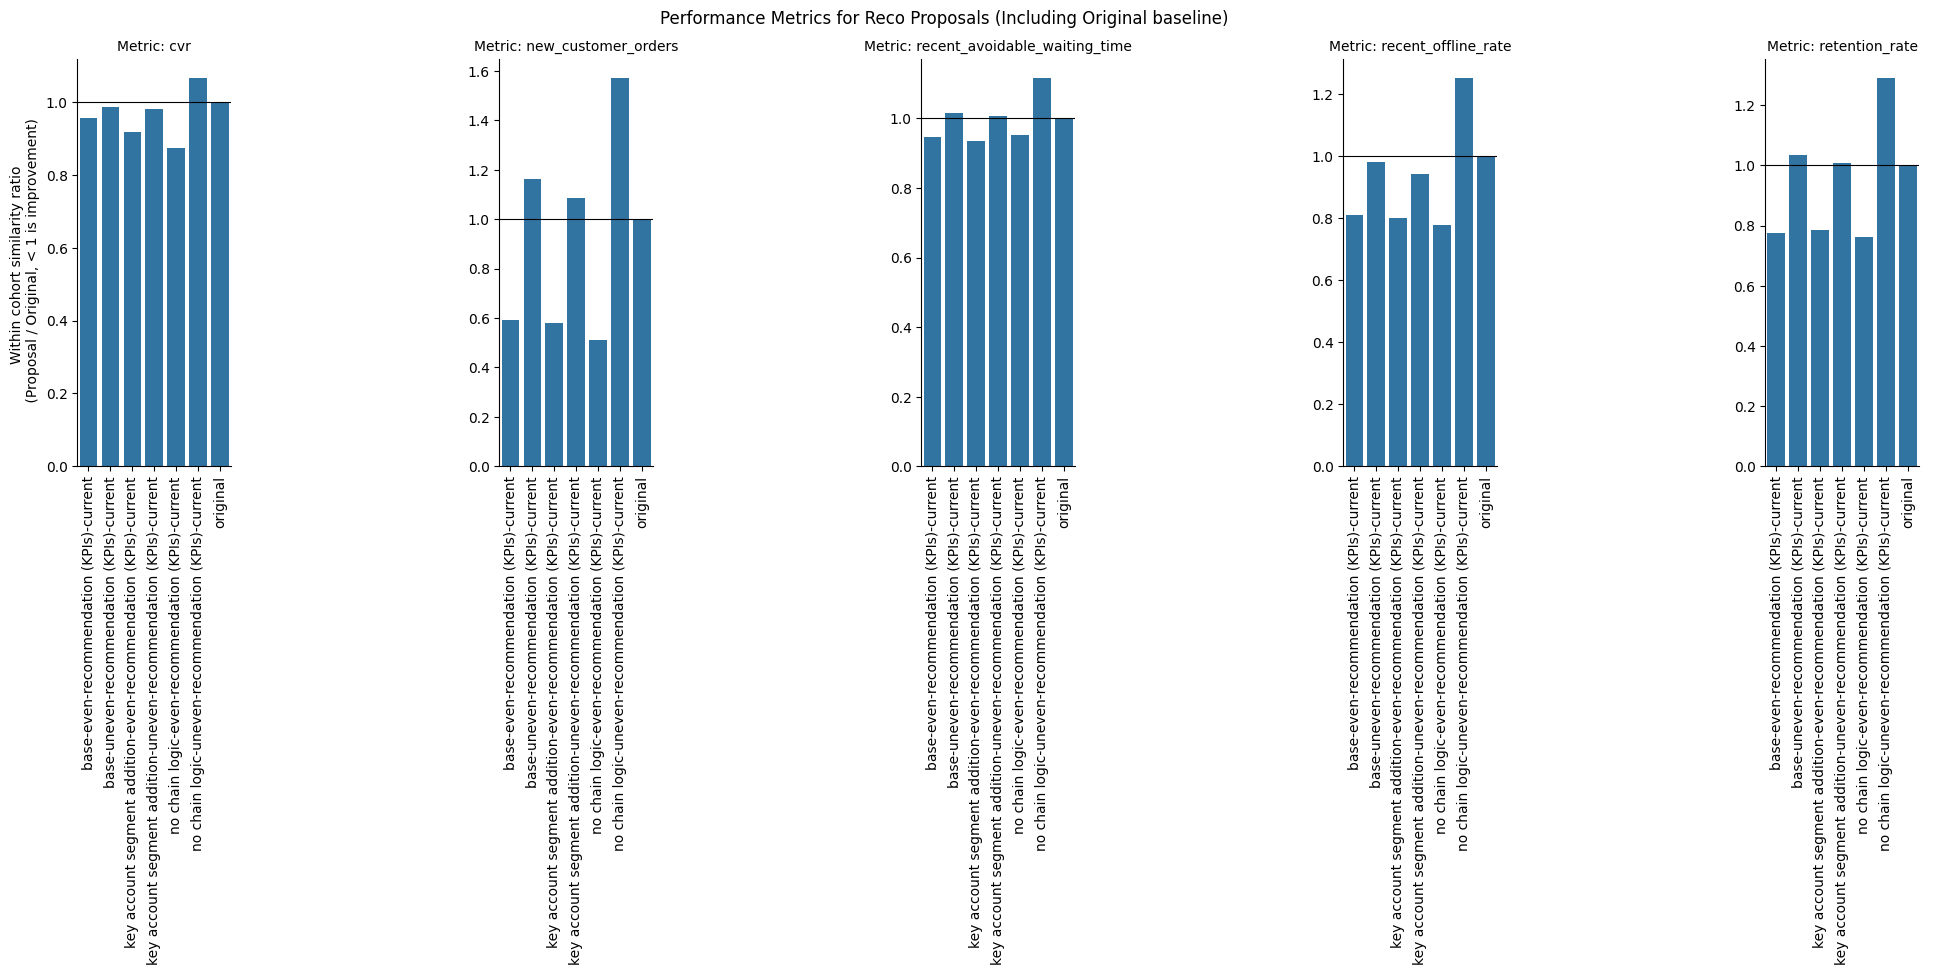 Performance Metrics for Reco Proposals (Including Original baseline)
Metric: cvr
Within cohort similarity ratio
(Proposal / Original, < 1 is improvement)
1.0
0.8
0.6
0.4
0.2
0.0
base-even-recommendation (KPIs)-current
base-uneven-recommendation (KPIs)-current
key account segment addition-even-recommendation (KPIs)-current
key account segment addition-uneven-recommendation (KPIs)-current
no chain logic-even-recommendation (KPIs)-current
no chain logic-uneven-recommendation (KPIs)-current
original
Metric: new_customer_orders
1.6
1.4
1.2
1.0
0.8
0.6
0.4
0.2
0.0
base-even-recommendation (KPIs)-current
base-uneven-recommendation (KPIs)-current
key account segment addition-even-recommendation (KPIs)-current
key account segment addition-uneven-recommendation (KPIs)-current
no chain logic-even-recommendation (KPIs)-current
no chain logic-uneven-recommendation (KPIs)-current
original
Metric: recent_avoidable_waiting_time
1.0
0.8
0.6
0.4
0.2
0.0
base-even-recommendation (KPIs)-current
base-uneven-recommendation (KPIs)-current
key account segment addition-even-recommendation (KPIs)-current
key account segment addition-uneven-recommendation (KPIs)-current
no chain logic-even-recommendation (KPIs)-current
no chain logic-uneven-recommendation (KPIs)-current
original
Metric: recent_offline_rate
1.2
1.0
0.8
0.6
0.4
0.2
0.0
base-even-recommendation (KPIs)-current
base-uneven-recommendation (KPIs)-current
key account segment addition-even-recommendation (KPIs)-current
key account segment addition-uneven-recommendation (KPIs)-current
no chain logic-even-recommendation (KPIs)-current
no chain logic-uneven-recommendation (KPIs)-current
original
Metric: retention_rate
1.2
1.0
0.8
0.6
0.4
0.2
0.0
base-even-recommendation (KPIs)-current
base-uneven-recommendation (KPIs)-current
key account segment addition-even-recommendation (KPIs)-current
key account segment addition-uneven-recommendation (KPIs)-current
no chain logic-even-recommendation (KPIs)-current
no chain logic-uneven-recommendation (KPIs)-current
original